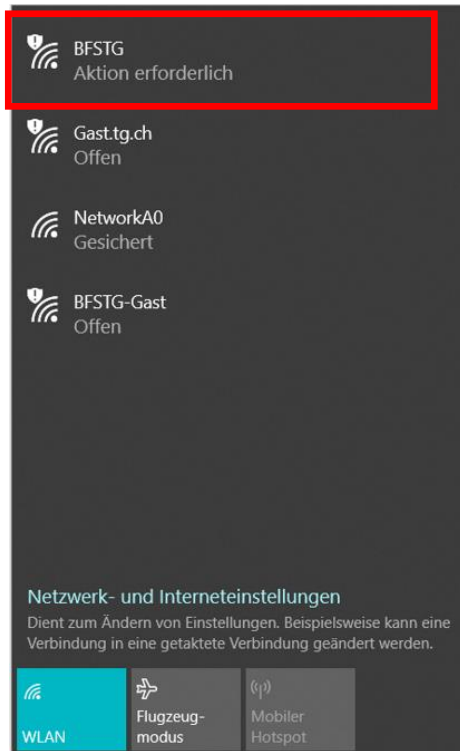 BFSTG
Aktion erforderlich
Gast.tg.ch
Offen
NetworkA0
Gesichert
BFSTG-Gast
Offen
Netzwerk- und Interneteinstellungen
Dient zum Ändern von Einstellungen. Beispielsweise kann eine
Verbindung in eine getaktete Verbindung geändert werden.
WLAN
Flugzeug-
modus
Mobiler
Hotspot